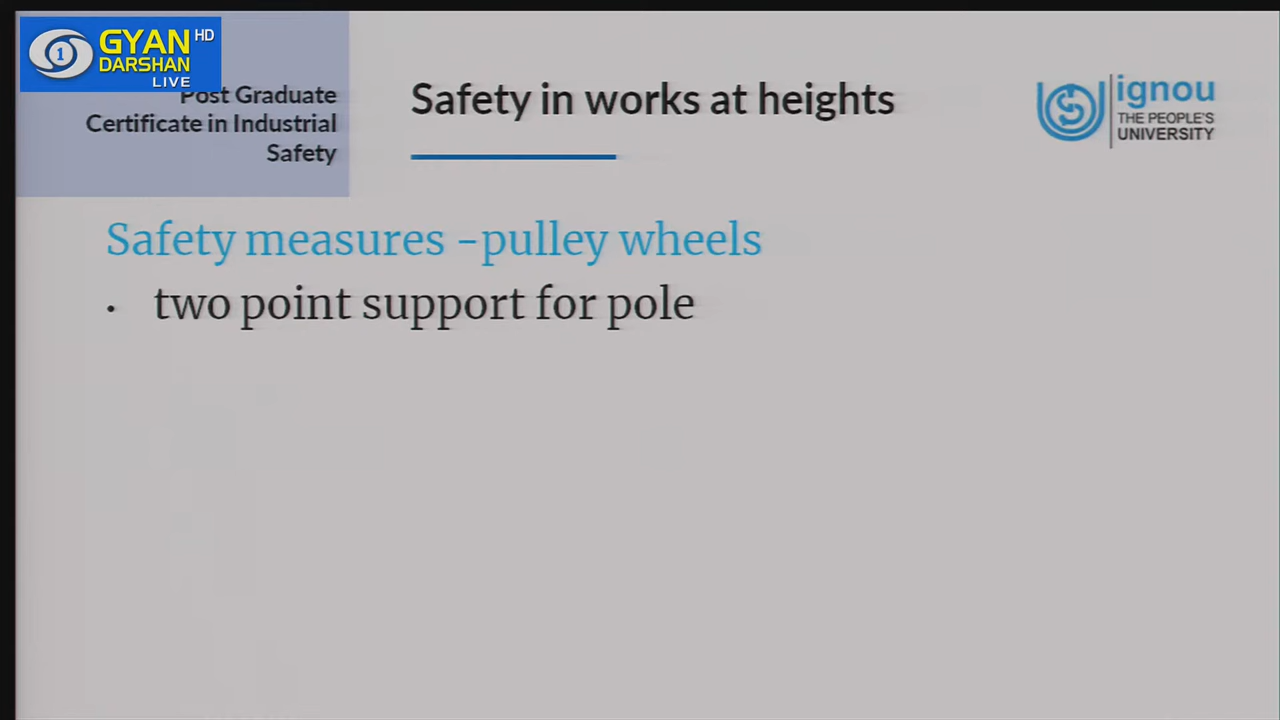 GYAN HD
DARSHAN
LIVE
1
Post Graduate
Certificate in Industrial
Safety
Safety in works at heights
ignou
THE PEOPLE'S
UNIVERSITY
Safety measures -pulley wheels
• two point support for pole